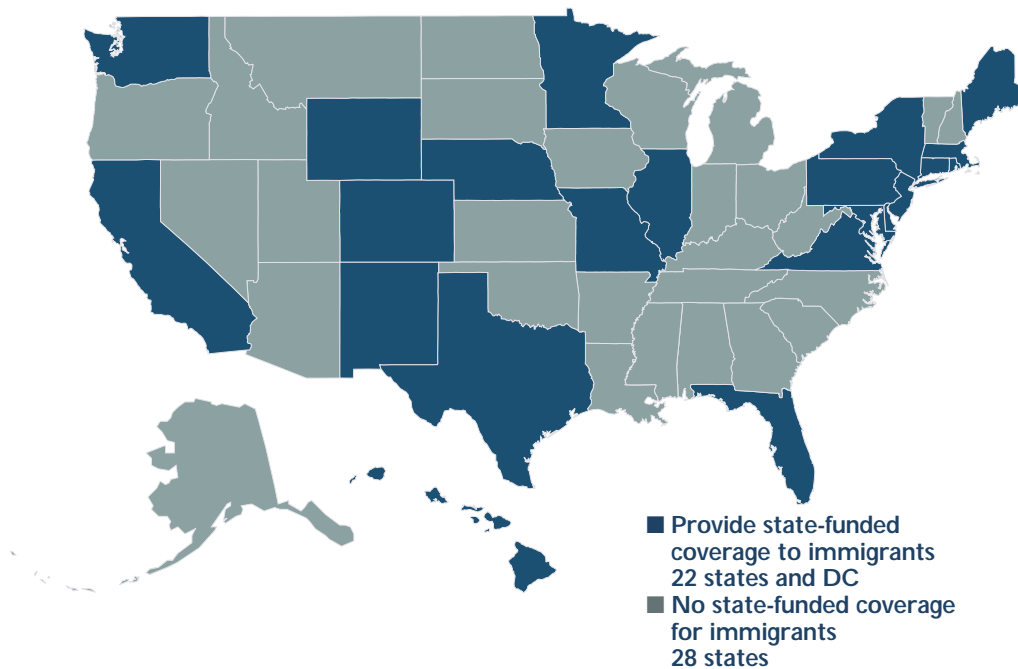 Provide state-funded
coverage to immigrants
22 states and DC
No state-funded coverage
for immigrants
28 states